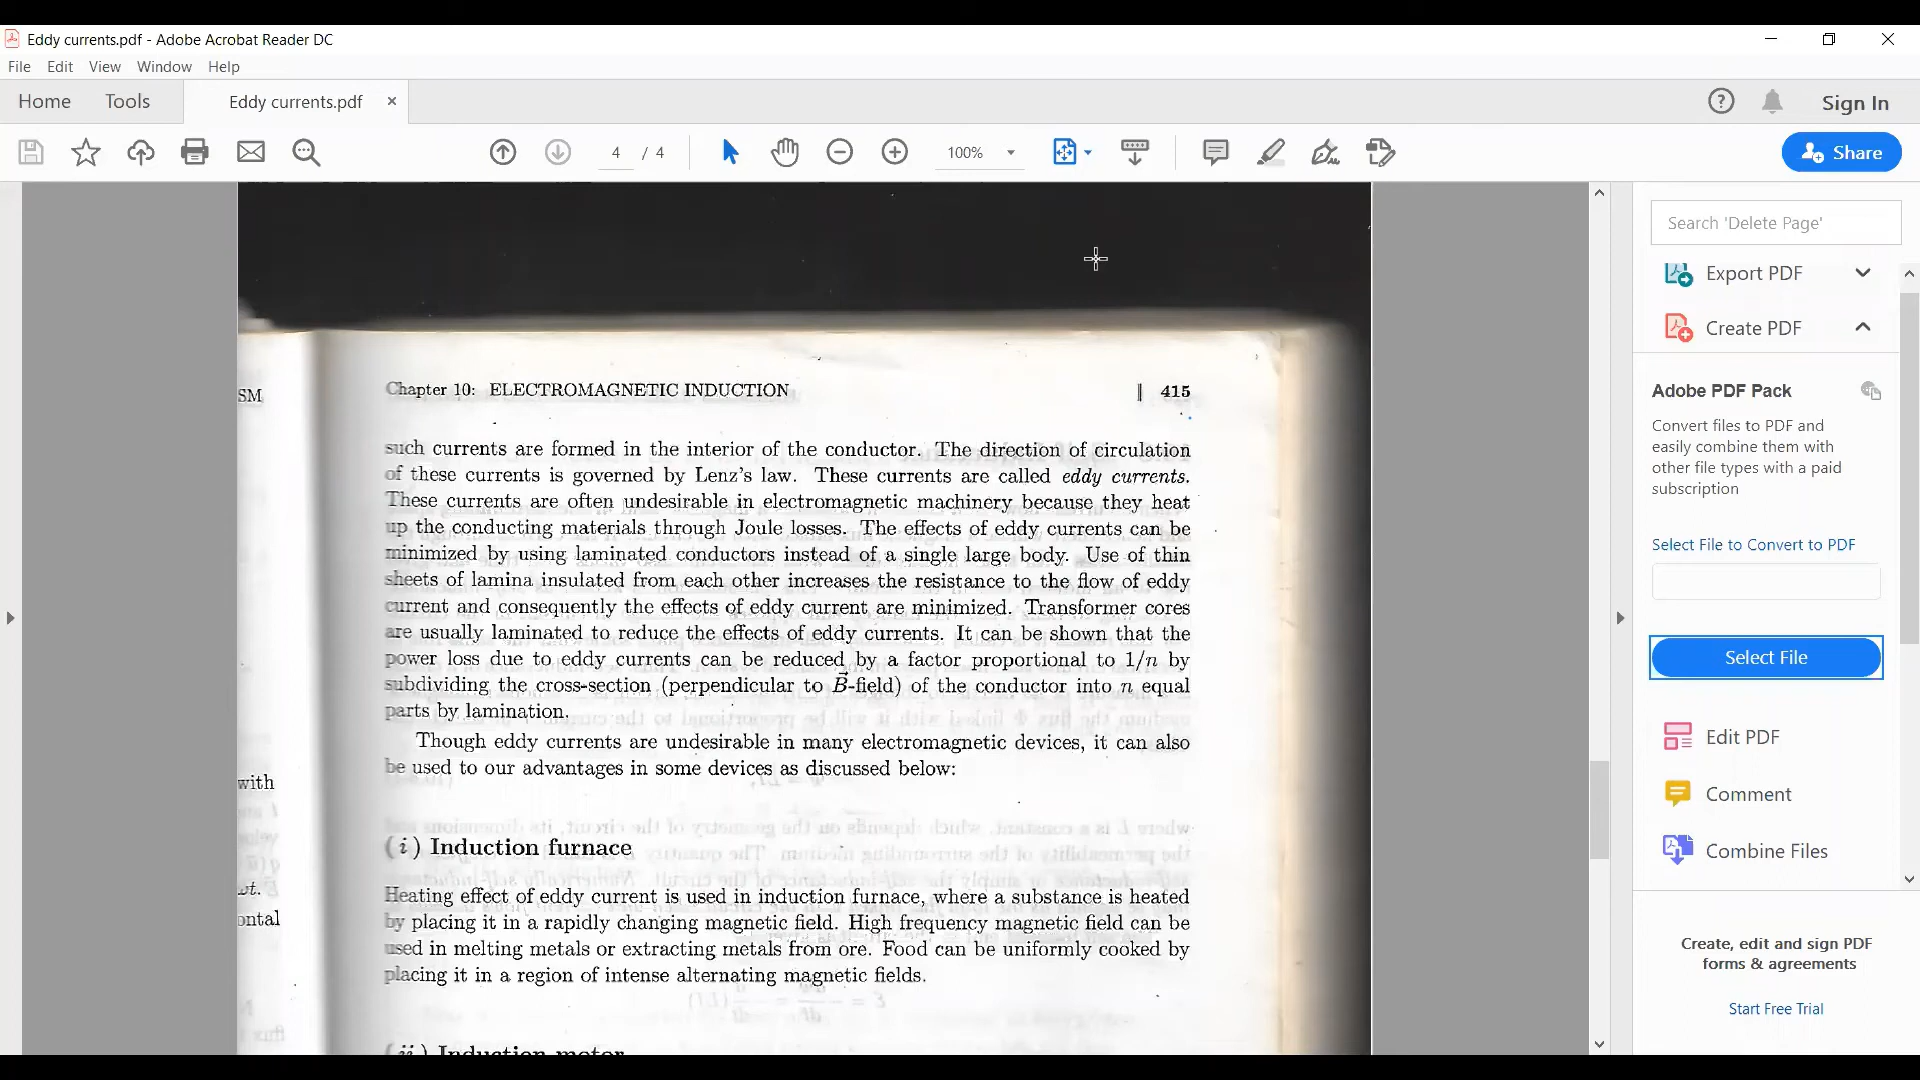 Eddy currents.pdf - Adobe Acrobat Reader DC
File Edit View Window Help
Home Tools Eddy currents.pdf × Sign In
4 / 4 100% Share
Search 'Delete Page'
Export PDF
Create PDF
Adobe PDF Pack
Convert files to PDF and
easily combine them with
other file types with a paid
subscription
Select File to Convert to PDF
Select File
Edit PDF
Comment
Combine Files
Create, edit and sign PDF
forms & agreements
Start Free Trial
SM
with
ontal
Chapter 10: ELECTROMAGNETIC INDUCTION 415
such currents are formed in the interior of the conductor. The direction of circulation
of these currents is governed by Lenz's law. These currents are called eddy currents.
These currents are often undesirable in electromagnetic machinery because they heat
up the conducting materials through Joule losses. The effects of eddy currents can be
minimized by using laminated conductors instead of a single large body. Use of thin
sheets of lamina insulated from each other increases the resistance to the flow of eddy
current and consequently the effects of eddy current are minimized. Transformer cores
are usually laminated to reduce the effects of eddy currents. It can be shown that the
power loss due to eddy currents can be reduced by a factor proportional to 1/n by
subdividing the cross-section (perpendicular to B⃗-field) of the conductor into n equal
parts by lamination.
Though eddy currents are undesirable in many electromagnetic devices, it can also
be used to our advantages in some devices as discussed below:
(i) Induction furnace
Heating effect of eddy current is used in induction furnace, where a substance is heated
by placing it in a rapidly changing magnetic field. High frequency magnetic field can be
used in melting metals or extracting metals from ore. Food can be uniformly cooked by
placing it in a region of intense alternating magnetic fields.
(ii) Induction motor